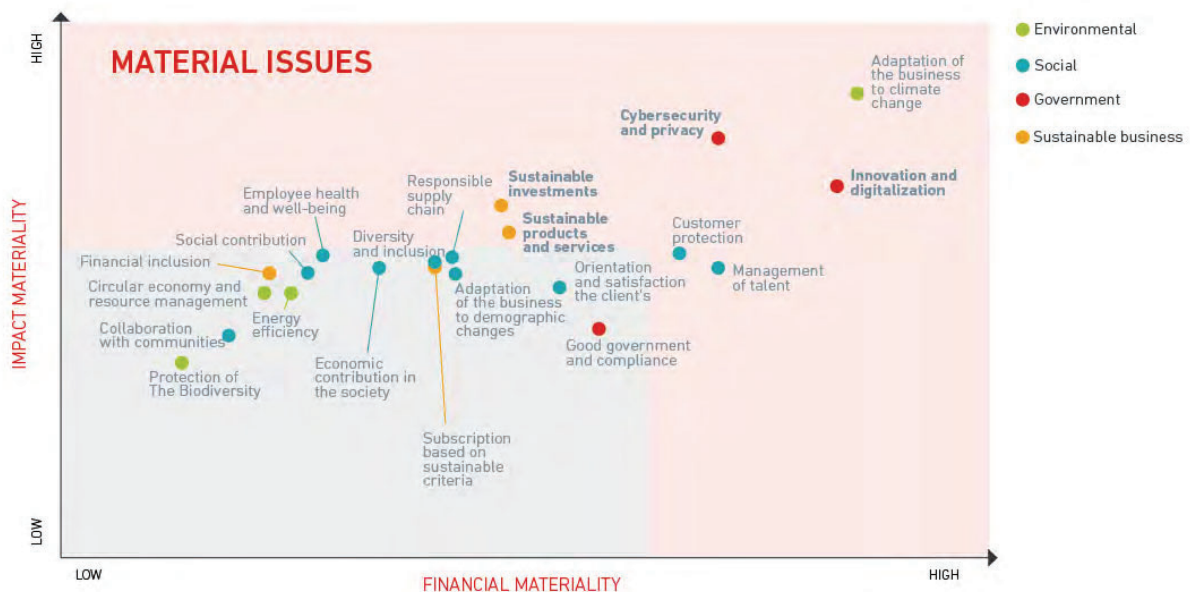 HIGH
MATERIAL ISSUES
Environmental
Social
Government
Sustainable business
Adaptation of
the business
to climate
change
Cybersecurity
and privacy
Innovation and
digitalization
Responsible
supply
chain
Sustainable
investments
Employee health
and well-being
Sustainable
products
and services
Customer
protection
Social contribution
Diversity
and inclusion
Financial inclusion
Orientation
and satisfaction
the client's
Management
of talent
Circular economy and
resource management
Adaptation
of the business
to demographic
changes
Energy
efficiency
Collaboration
with communities
Good government
and compliance
Economic
contribution in
the society
Protection of
The Biodiversity
Subscription
based on
sustainable
criteria
IMPACT MATERIALITY
LOW
LOW
FINANCIAL MATERIALITY
HIGH